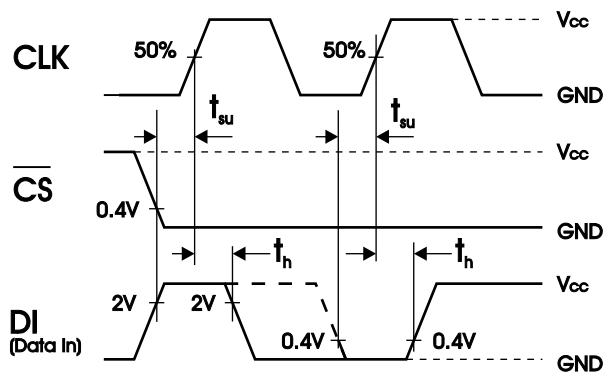 Vcc
50%
50%
CLK
GND
tsu
tsu
Vcc
CS
0.4V
GND
th
th
Vcc
2V
2V
DI
(Data In)
0.4V
0.4V
GND